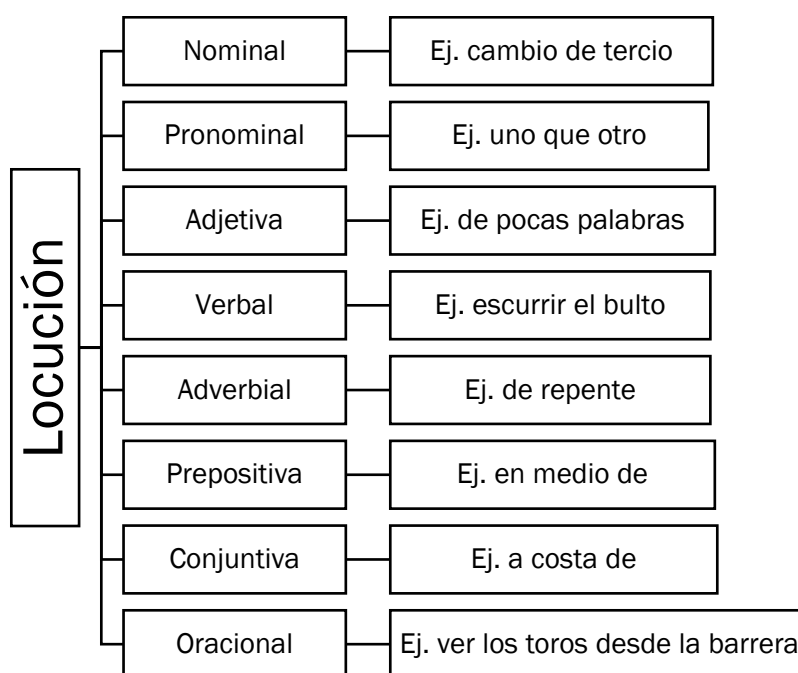 Locución
Nominal
Ej. cambio de tercio
Pronominal
Ej. uno que otro
Adjetiva
Ej. de pocas palabras
Verbal
Ej. escurrir el bulto
Adverbial
Ej. de repente
Prepositiva
Ej. en medio de
Conjuntiva
Ej. a costa de
Oracional
Ej. ver los toros desde la barrera